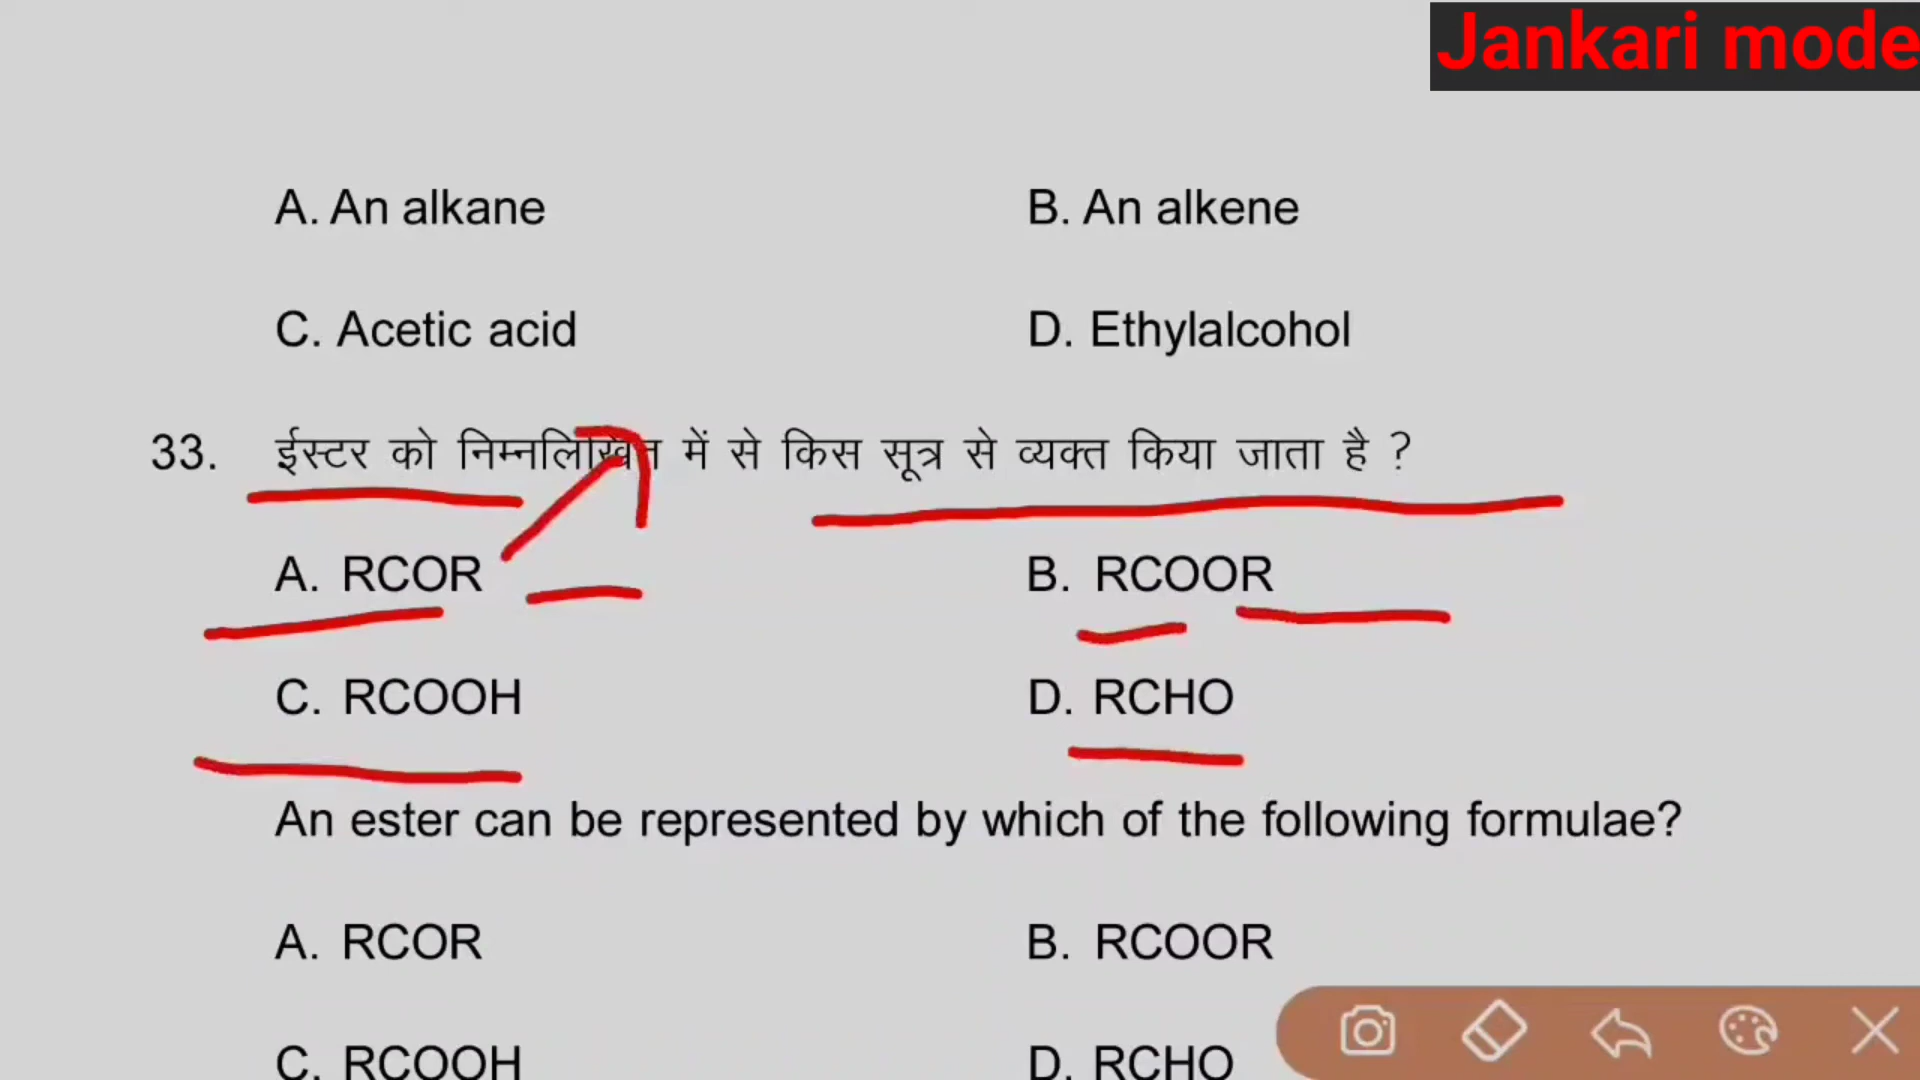 Jankari mode
A. An alkane B. An alkene
C. Acetic acid D. Ethylalcohol
33. ईस्टर को निम्नलिखित में से किस सूत्र से व्यक्त किया जाता है ?
A. RCOR B. RCOOR
C. RCOOH D. RCHO
An ester can be represented by which of the following formulae?
A. RCOR B. RCOOR
C. RCOOH D. RCHO